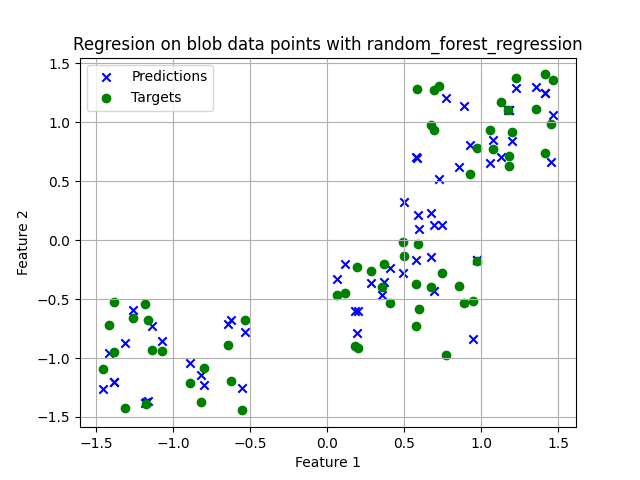 Regresion on blob data points with random_forest_regression
Predictions
Targets
1.5
1.0
0.5
0.0
−0.5
−1.0
−1.5
Feature 2
−1.5 −1.0 −0.5 0.0 0.5 1.0 1.5
Feature 1